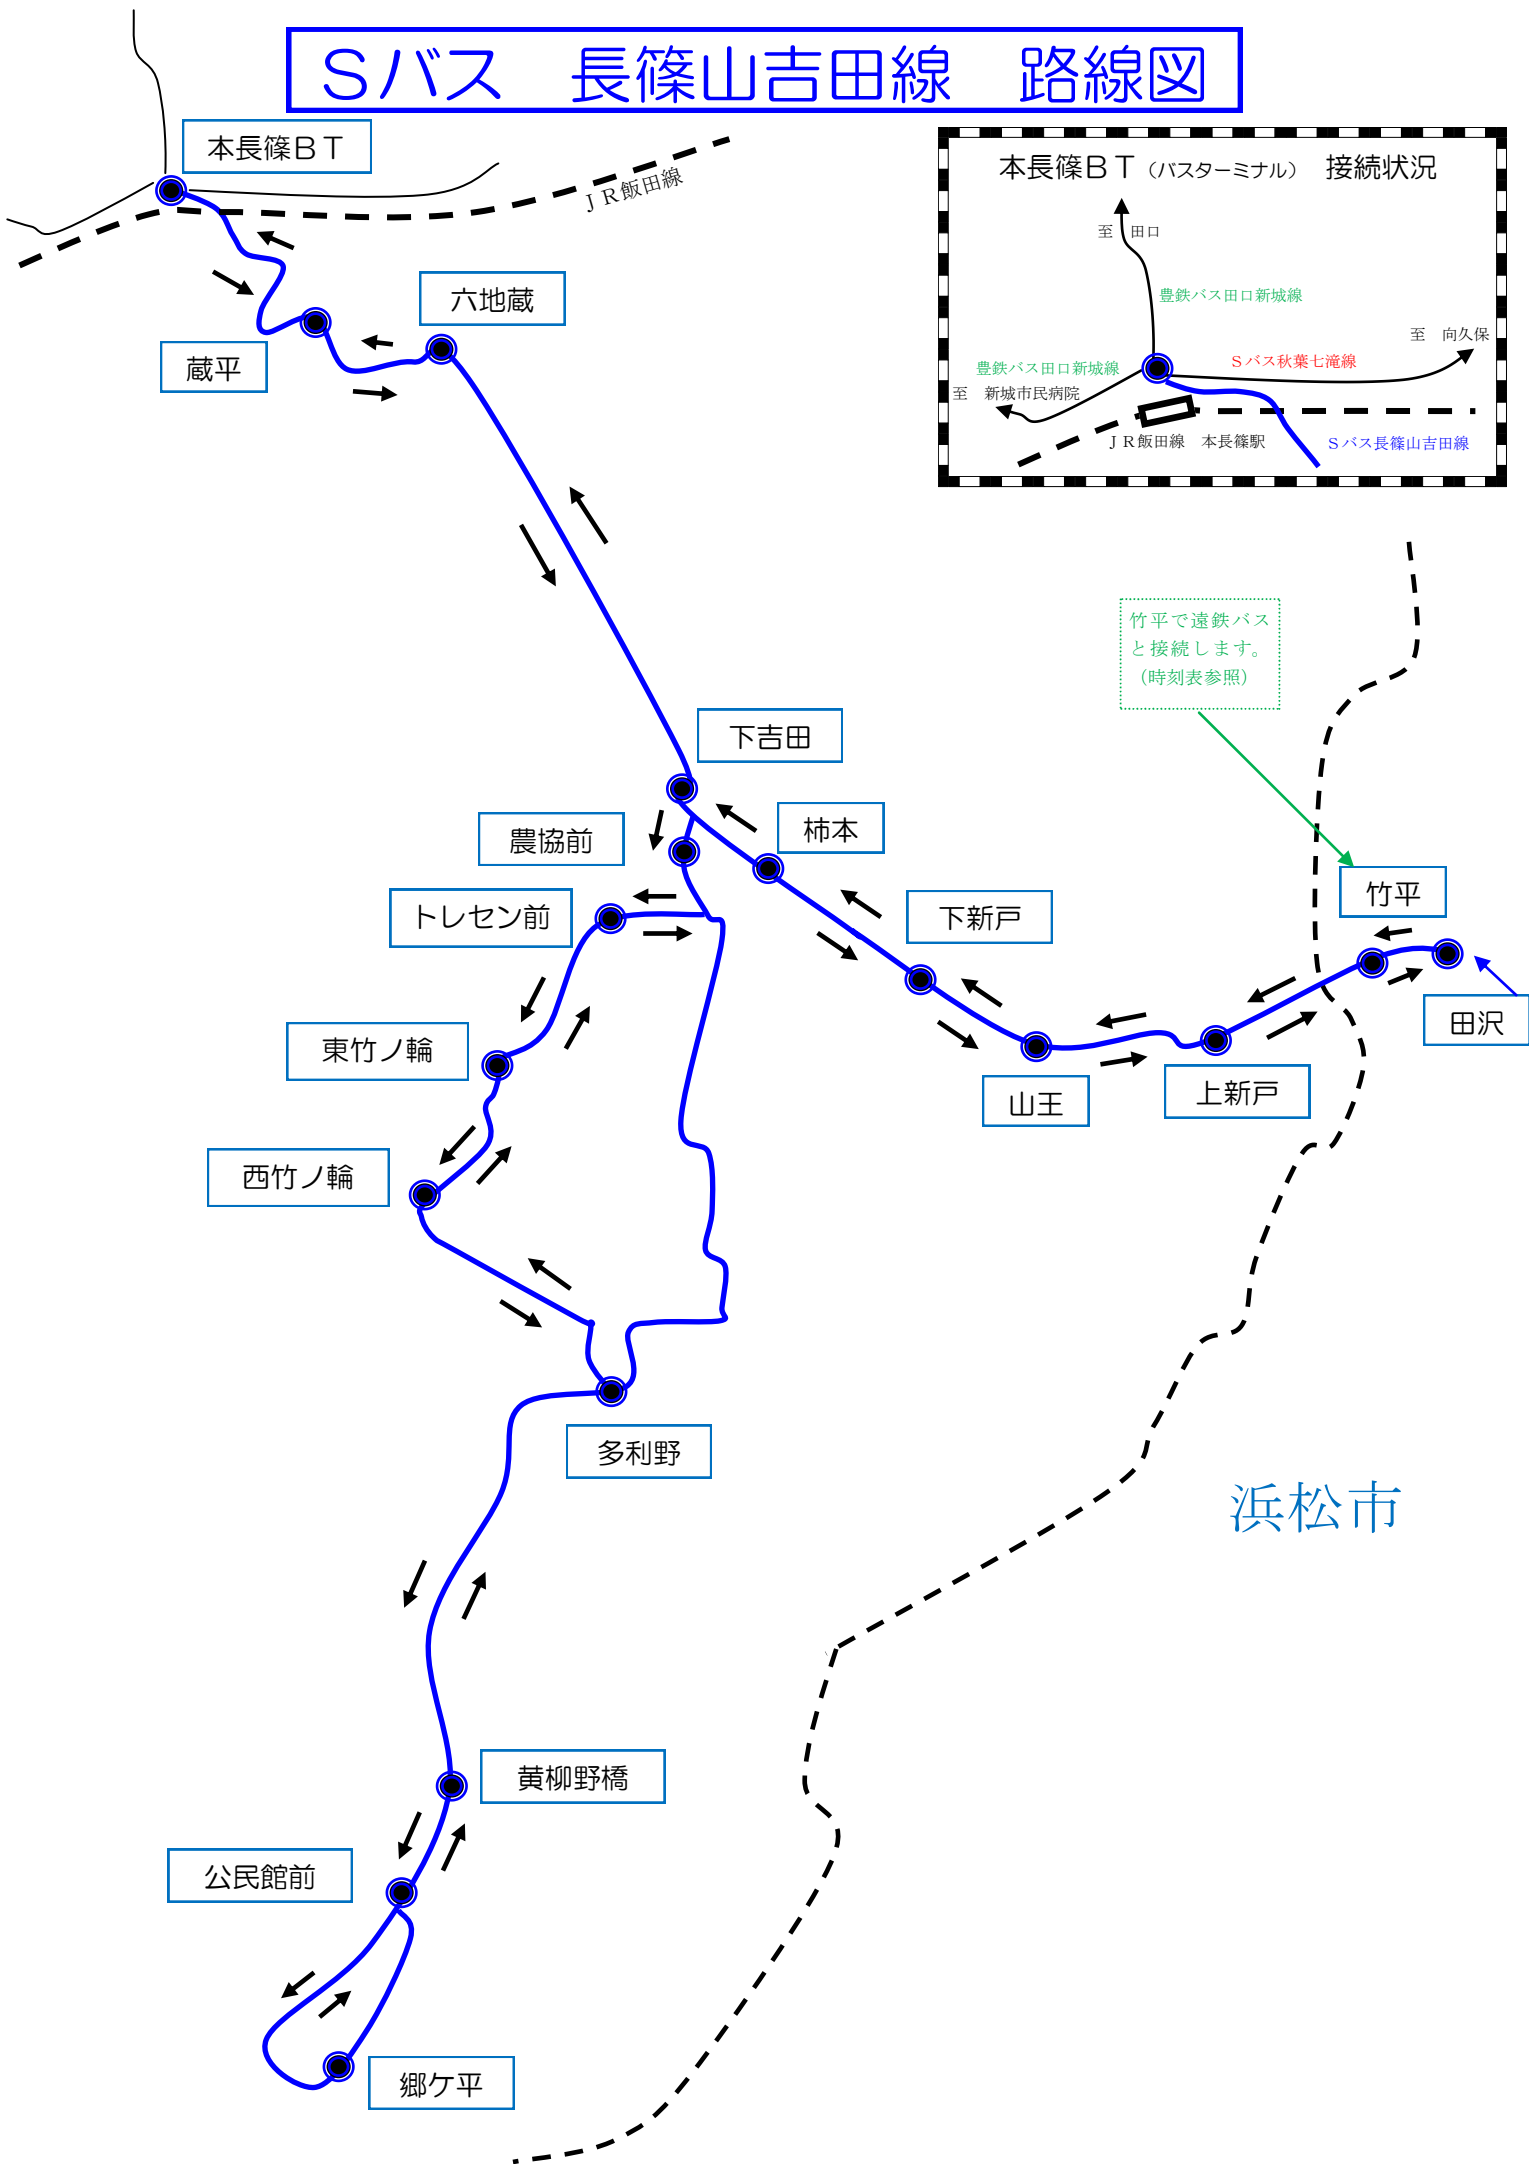 Ｓバス　長篠山吉田線　路線図
本長篠ＢＴ
ＪＲ飯田線
本長篠ＢＴ（バスターミナル）　接続状況
至　田口
豊鉄バス田口新城線
至　向久保
Ｓバス秋葉七滝線
豊鉄バス田口新城線
至　新城市民病院
ＪＲ飯田線　本長篠駅
Ｓバス長篠山吉田線
六地蔵
蔵平
竹平で遠鉄バス
と接続します。
（時刻表参照）
下吉田
柿本
農協前
竹平
トレセン前
下新戸
田沢
東竹ノ輪
山王
上新戸
西竹ノ輪
多利野
浜松市
黄柳野橋
公民館前
郷ケ平